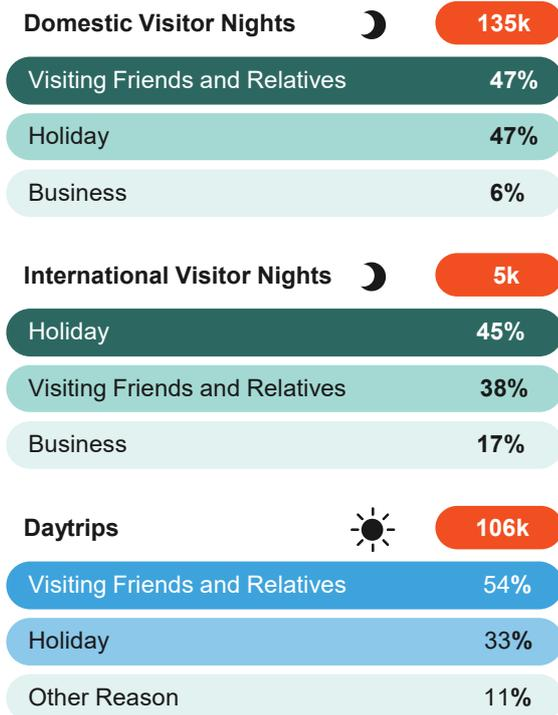 Domestic Visitor Nights 135k
Visiting Friends and Relatives 47%
Holiday 47%
Business 6%
International Visitor Nights 5k
Holiday 45%
Visiting Friends and Relatives 38%
Business 17%
Daytrips 106k
Visiting Friends and Relatives 54%
Holiday 33%
Other Reason 11%